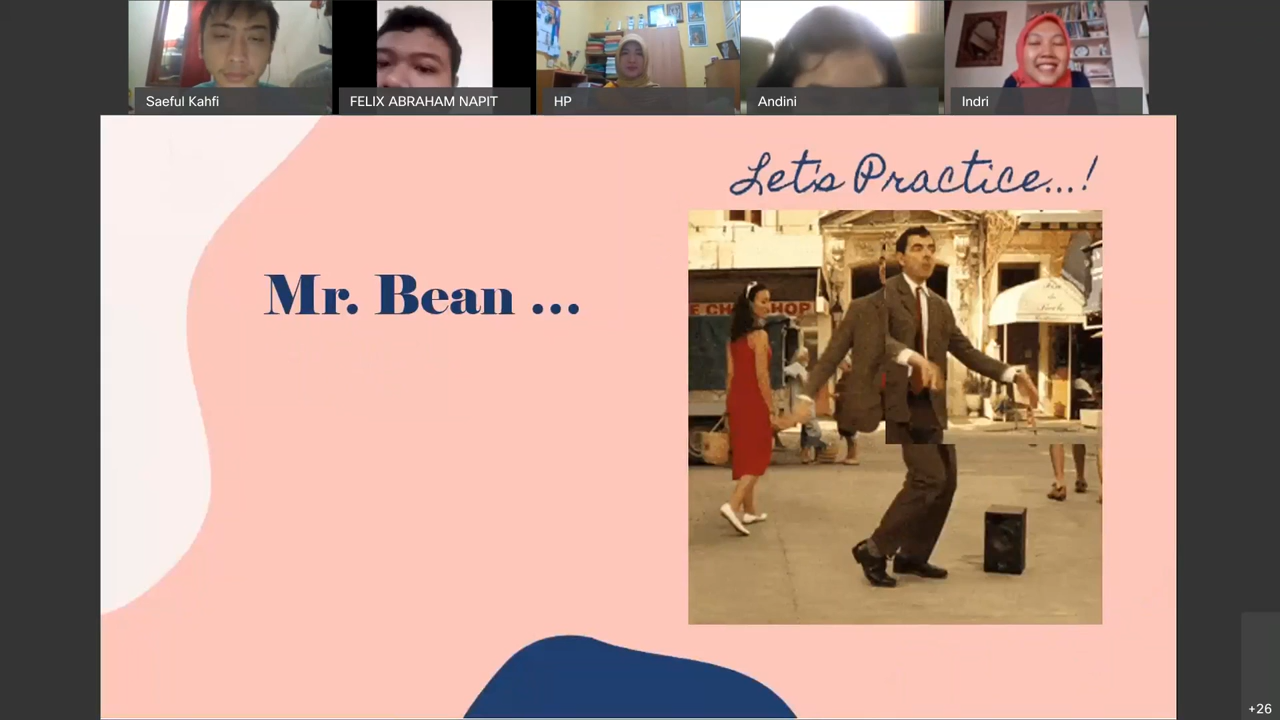 Saeful Kahfi
FELIX ABRAHAM NAPIT
HP
Andini
Indri
Let's Practice...!
Mr. Bean ...
+26